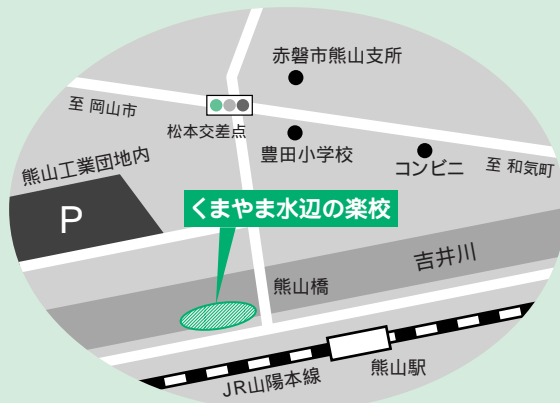 赤磐市熊山支所
至 岡山市
松本交差点
豊田小学校
コンビニ
至 和気町
熊山工業団地内
P
くまやま水辺の楽校
吉井川
熊山橋
JR山陽本線
熊山駅